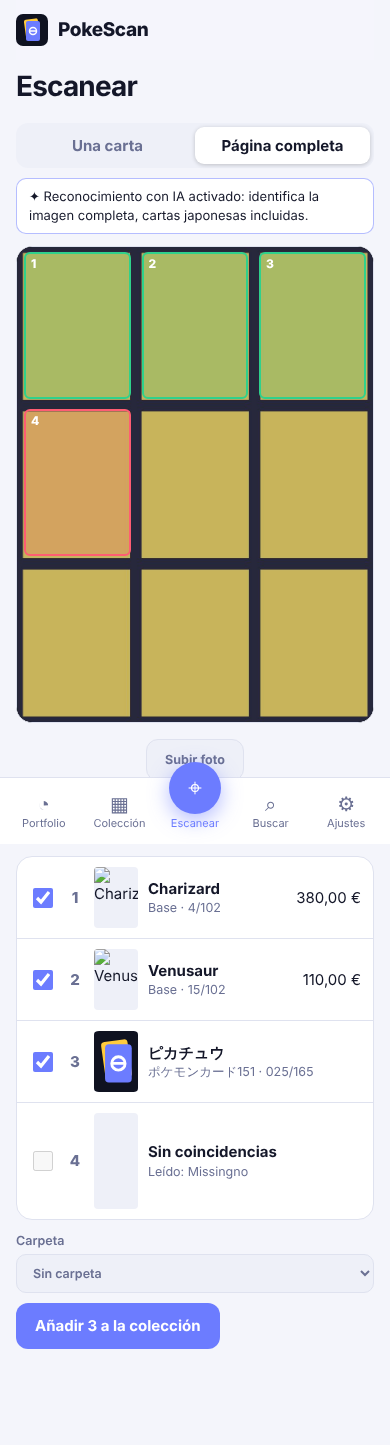 PokeScan
Escanear
Una carta
Página completa
✦ Reconocimiento con IA activado: identifica la
imagen completa, cartas japonesas incluidas.
1
2
3
4
Subir foto
Portfolio
Colección
Escanear
Buscar
Ajustes
1
Chariz
Charizard
380,00 €
Base · 4/102
2
Venus
Venusaur
110,00 €
Base · 15/102
3
ピカチュウ
ポケモンカード151 · 025/165
4
Sin coincidencias
Leído: Missingno
Carpeta
Sin carpeta
Añadir 3 a la colección